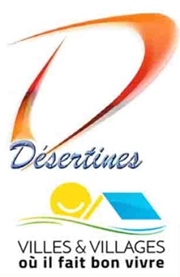 Désertines
VILLES & VILLAGES
où il fait bon vivre